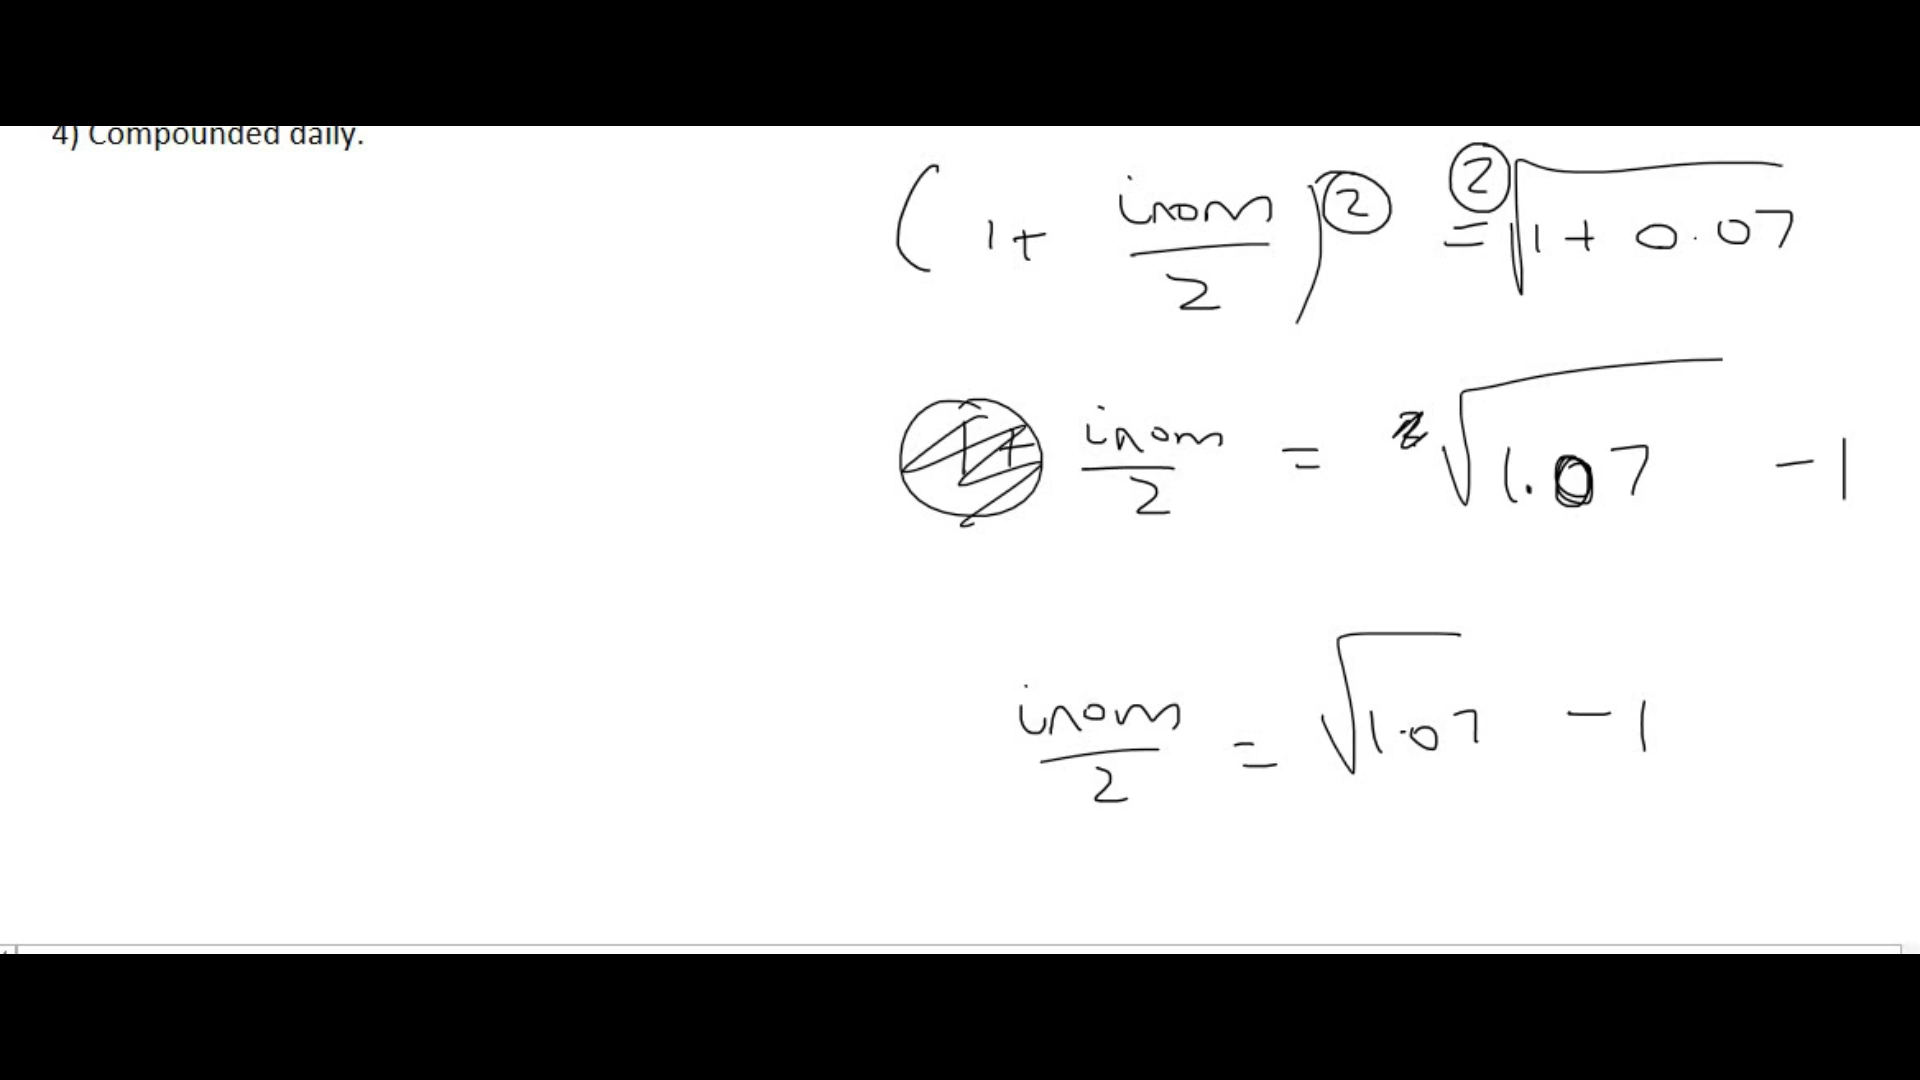 4) Compounded daily.
(1 + inom/2)² = ²√(1 + 0.07)
inom/2 = √1.07 - 1
inom/2 = √1.07 - 1